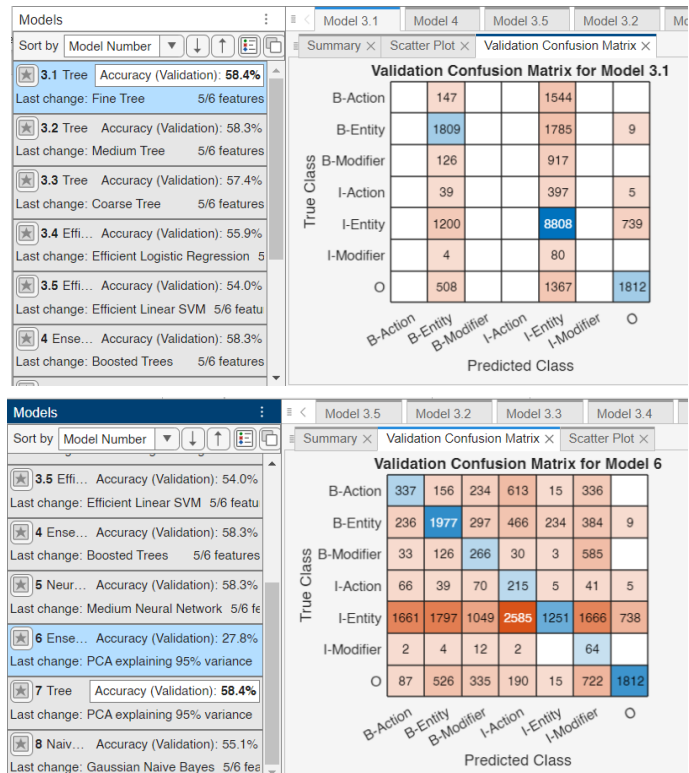 Models
Sort by Model Number
3.1 Tree Accuracy (Validation): 58.4%
Last change: Fine Tree 5/6 features
3.2 Tree Accuracy (Validation): 58.3%
Last change: Medium Tree 5/6 features
3.3 Tree Accuracy (Validation): 57.4%
Last change: Coarse Tree 5/6 features
3.4 Effi... Accuracy (Validation): 55.9%
Last change: Efficient Logistic Regression 5
3.5 Effi... Accuracy (Validation): 54.0%
Last change: Efficient Linear SVM 5/6 featu
4 Ense... Accuracy (Validation): 58.3%
Last change: Boosted Trees 5/6 features
Model 3.1 Model 4 Model 3.5 Model 3.2 Mo
Summary Scatter Plot Validation Confusion Matrix
Validation Confusion Matrix for Model 3.1
True Class
B-Action 147 1544
B-Entity 1809 1785 9
B-Modifier 126 917
I-Action 39 397 5
I-Entity 1200 8808 739
I-Modifier 4 80
O 508 1367 1812
B-Action B-Entity B-Modifier I-Action I-Entity I-Modifier O
Predicted Class
Models
Sort by Model Number
3.5 Effi... Accuracy (Validation): 54.0%
Last change: Efficient Linear SVM 5/6 featu
4 Ense... Accuracy (Validation): 58.3%
Last change: Boosted Trees 5/6 features
5 Neur... Accuracy (Validation): 58.3%
Last change: Medium Neural Network 5/6 fe
6 Ense... Accuracy (Validation): 27.8%
Last change: PCA explaining 95% variance
7 Tree Accuracy (Validation): 58.4%
Last change: PCA explaining 95% variance
8 Naiv... Accuracy (Validation): 55.1%
Last change: Gaussian Naive Bayes 5/6 fea
Model 3.5 Model 3.2 Model 3.3 Model 3.4
Summary Validation Confusion Matrix Scatter Plot
Validation Confusion Matrix for Model 6
True Class
B-Action 337 156 234 613 15 336
B-Entity 236 1977 297 466 234 384 9
B-Modifier 33 126 266 30 3 585
I-Action 66 39 70 215 5 41 5
I-Entity 1661 1797 1049 2585 1251 1666 738
I-Modifier 2 4 12 2 64
O 87 526 335 190 15 722 1812
B-Action B-Entity B-Modifier I-Action I-Entity I-Modifier O
Predicted Class